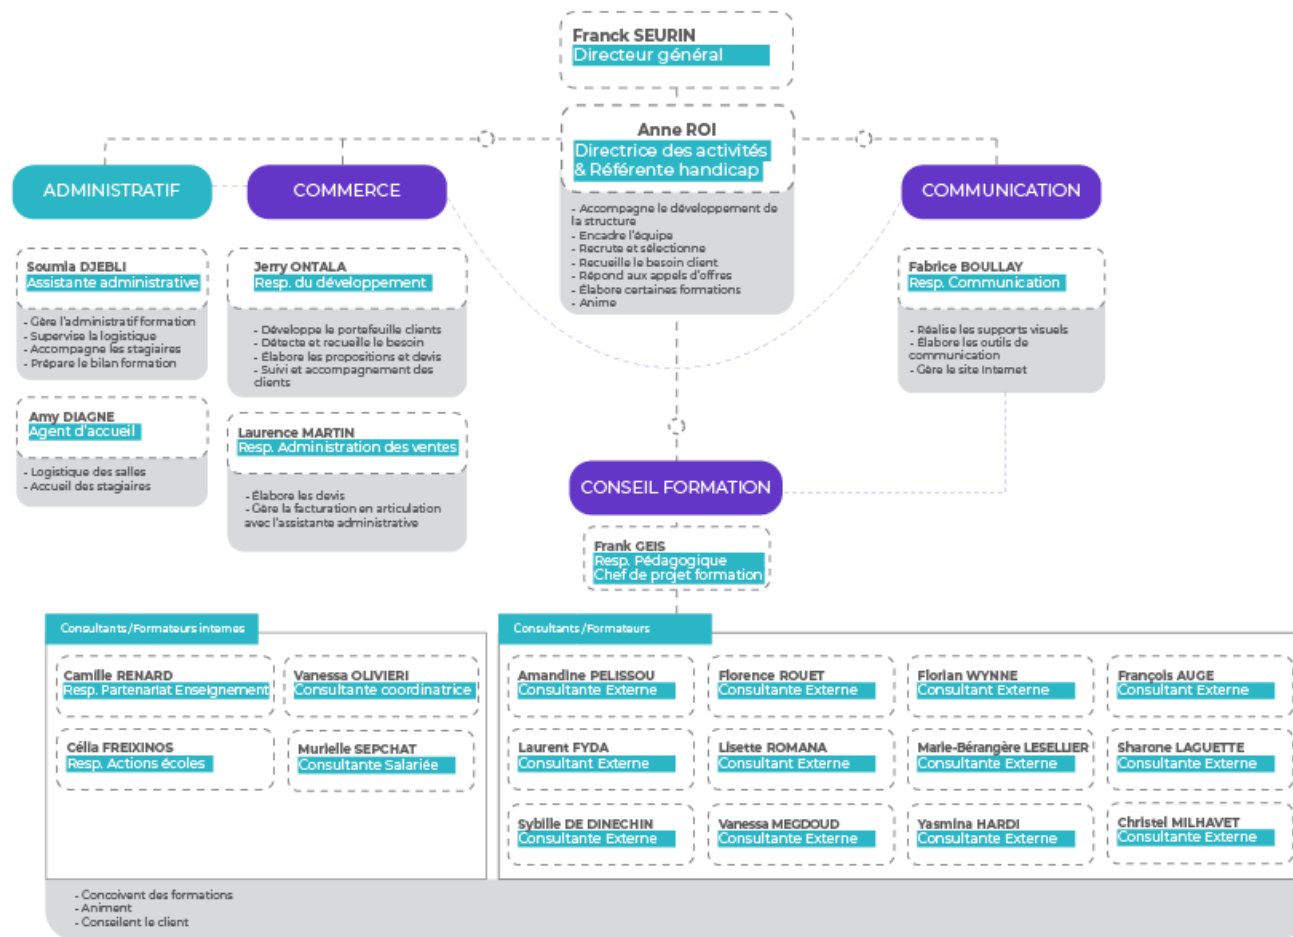 Franck SEURIN
Directeur général
Anne ROI
Directrice des activités
& Référente handicap
- Accompagne le développement de
la structure
- Encadre l'équipe
- Recrute et sélectionne
- Recueille le besoin client
- Répond aux appels d'offres
- Élabore certaines formations
- Anime
ADMINISTRATIF
Soumia DJEBLI
Assistante administrative
- Gère l'administratif formation
- Supervise la logistique
- Accompagne les stagiaires
- Prépare le bilan formation
Amy DIAGNE
Agent d'accueil
- Logistique des salles
- Accueil des stagiaires
COMMERCE
Jerry ONTALA
Resp. du développement
- Développe le portefeuille clients
- Détecte et recueille le besoin
- Élabore les propositions et devis
- Suivi et accompagnement des
clients
Laurence MARTIN
Resp. Administration des ventes
- Élabore les devis
- Gère la facturation en articulation
avec l'assistante administrative
COMMUNICATION
Fabrice BOULLAY
Resp. Communication
- Réalise les supports visuels
- Élabore les outils de
communication
- Gère le site Internet
CONSEIL FORMATION
Frank GEIS
Resp. Pédagogique
Chef de projet formation
Consultants/Formateurs internes
Camille RENARD
Resp. Partenariat Enseignement
Vanessa OLIVIERI
Consultante coordinatrice
Célia FREIXINOS
Resp. Actions écoles
Murielle SEPCHAT
Consultante Salariée
Consultants/Formateurs
Amandine PELISSOU
Consultante Externe
Florence ROUET
Consultante Externe
Florian WYNNE
Consultant Externe
François AUGE
Consultant Externe
Laurent FYDA
Consultant Externe
Lisette ROMANA
Consultant Externe
Marie-Bérangère LESELLIER
Consultante Externe
Sharone LAGUETTE
Consultante Externe
Sybille DE DINECHIN
Consultante Externe
Vanessa MEGDOUD
Consultante Externe
Yasmina HARDI
Consultante Externe
Christel MILHAVET
Consultante Externe
- Concoivent des formations
- Animent
- Conseilent le client